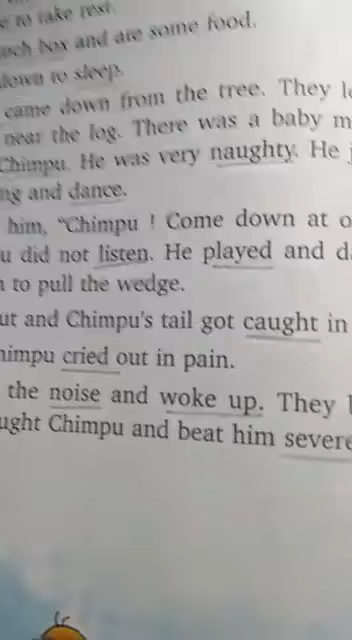 e to take rest.
and are some food.
down to sleep.
came down from the tree. They
near the log. There was a baby m
Chimpu. He was very naughty. He j
ng and dance.
him, "Chimpu ! Come down at o
u did not listen. He played and d
to pull the wedge.
ut and Chimpu's tail got caught in
himpu cried out in pain.
the noise and woke up. They
ught Chimpu and beat him severe